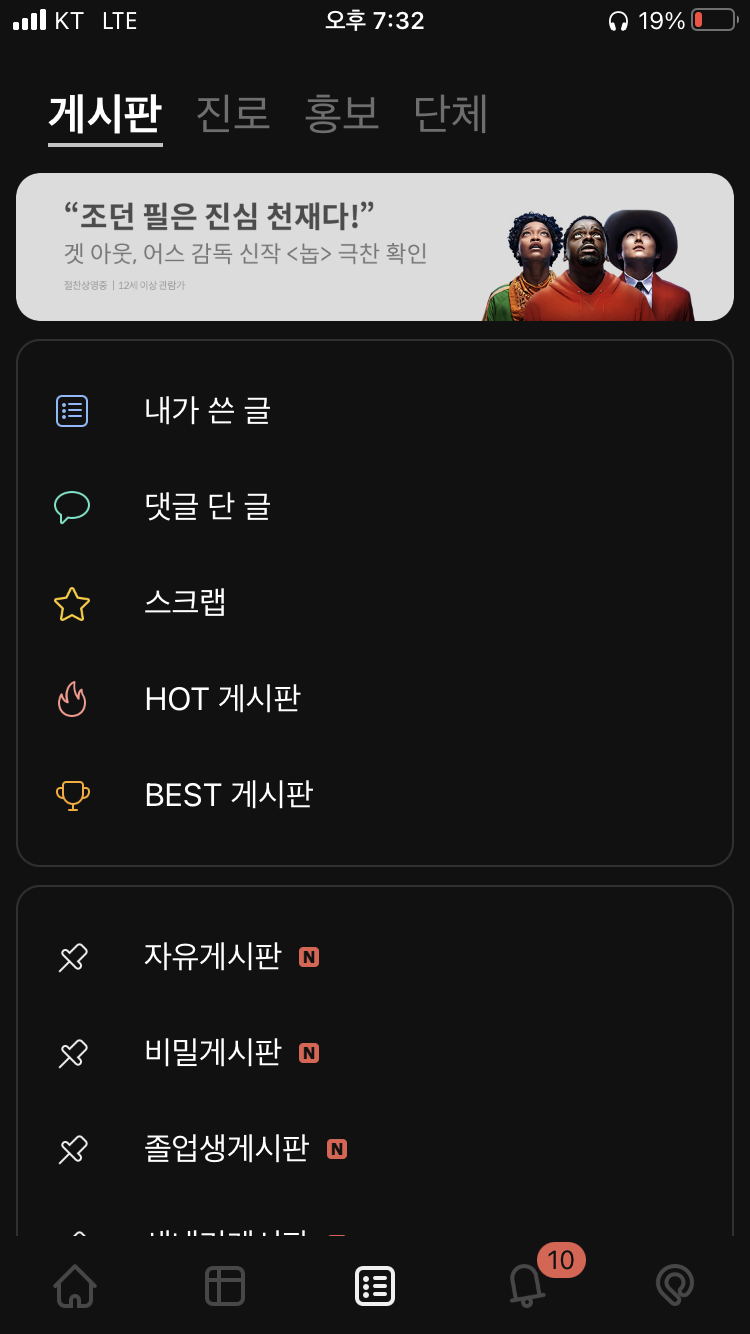 KT LTE 오후 7:32 19%
게시판 진로 홍보 단체
“조던 필은 진심 천재다!”
겟 아웃, 어스 감독 신작 <놉> 극찬 확인
절찬상영중 | 12세 이상 관람가
내가 쓴 글
댓글 단 글
스크랩
HOT 게시판
BEST 게시판
자유게시판 N
비밀게시판 N
졸업생게시판 N
10